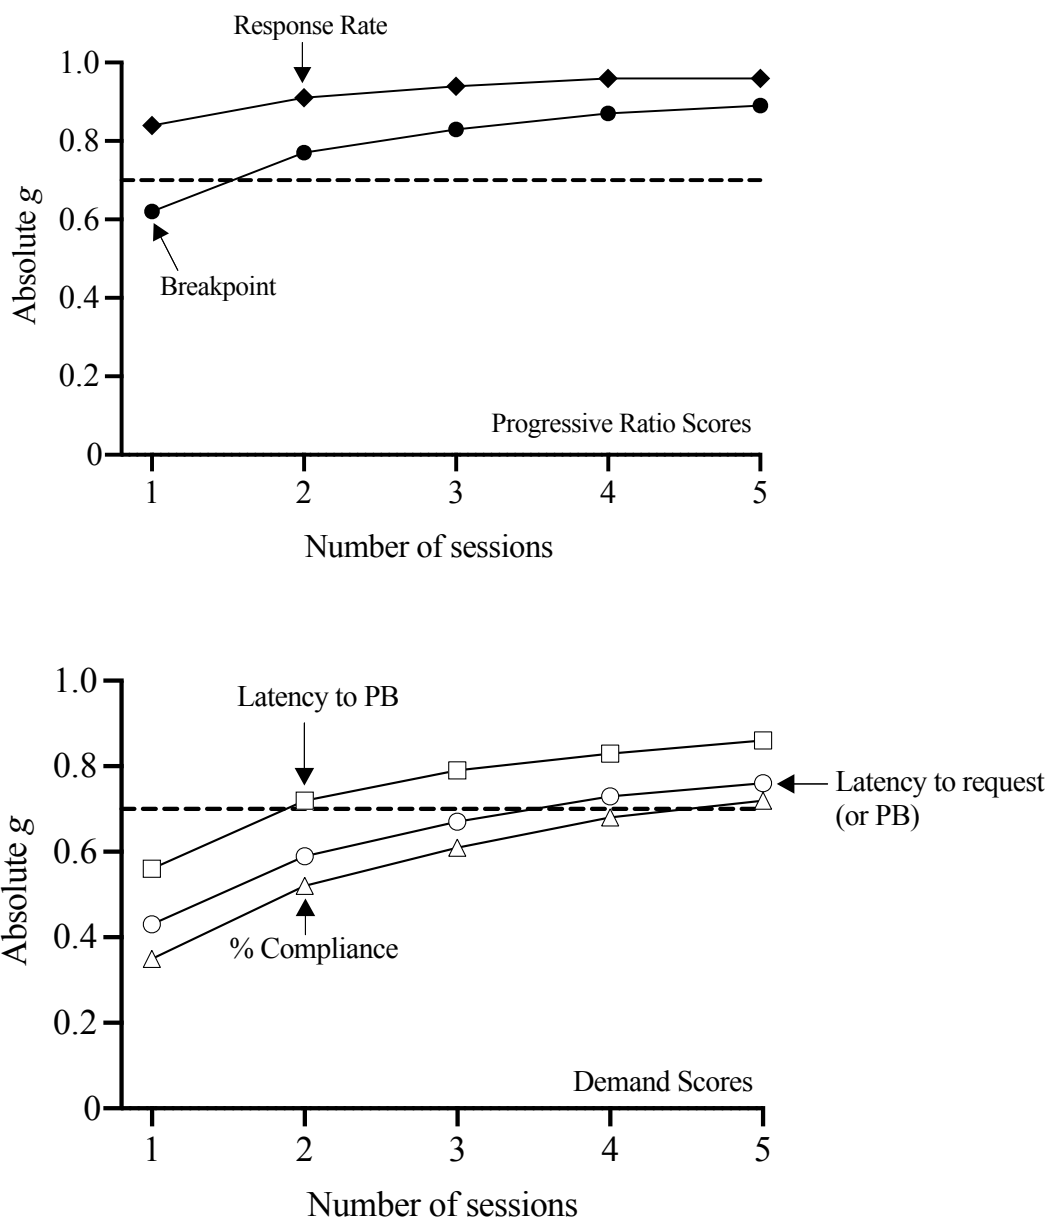 Response Rate
1.0
0.8
0.6
0.4
0.2
0
Absolute g
Breakpoint
Progressive Ratio Scores
1 2 3 4 5
Number of sessions
1.0
0.8
0.6
0.4
0.2
0
Absolute g
Latency to PB
Latency to request
(or PB)
% Compliance
Demand Scores
1 2 3 4 5
Number of sessions